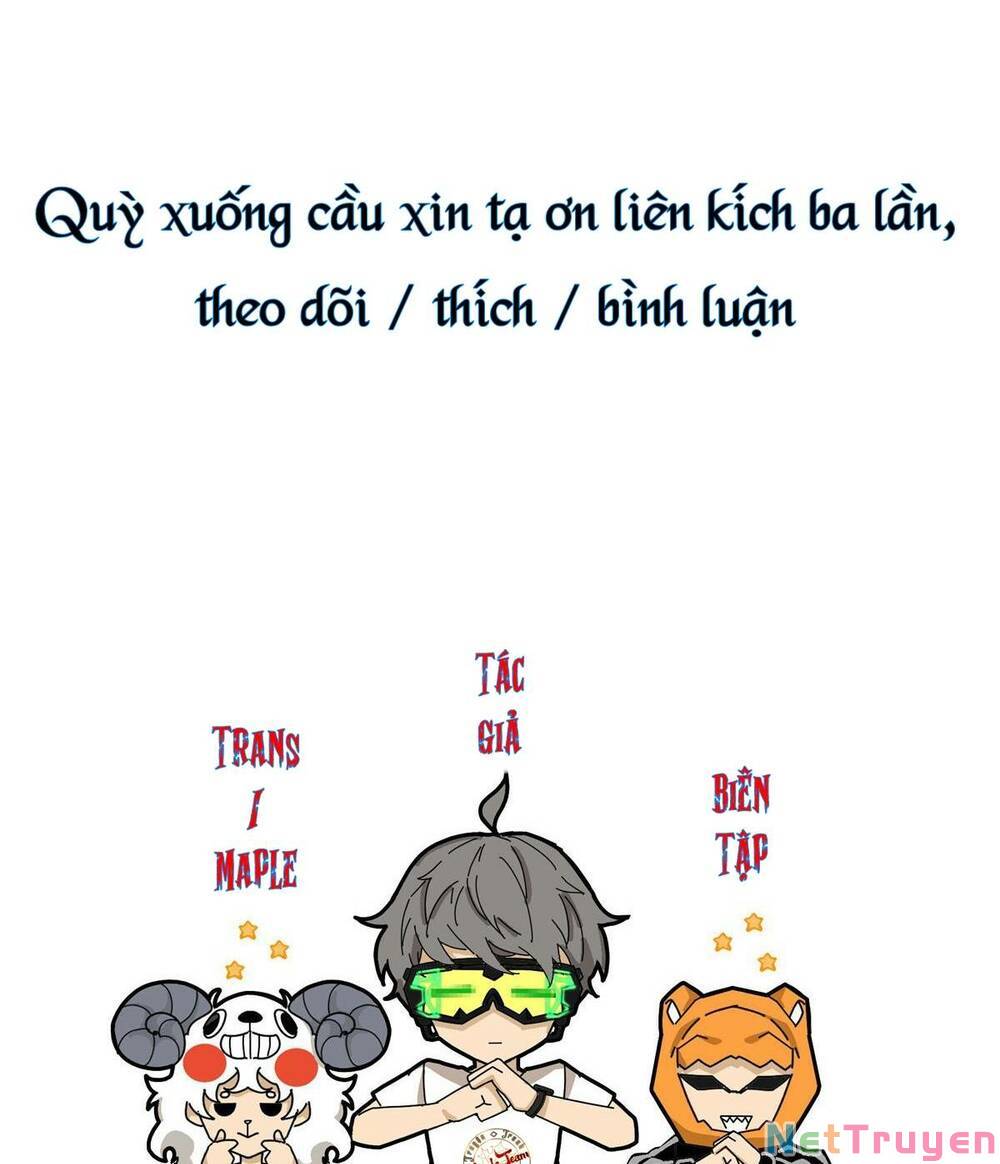 Quỳ xuống cầu xin tạ ơn liên kích ba lần,
theo dõi / thích / bình luận
Tác
giả
Trans
/
Maple
Biên
tập
Team
NetTruyen